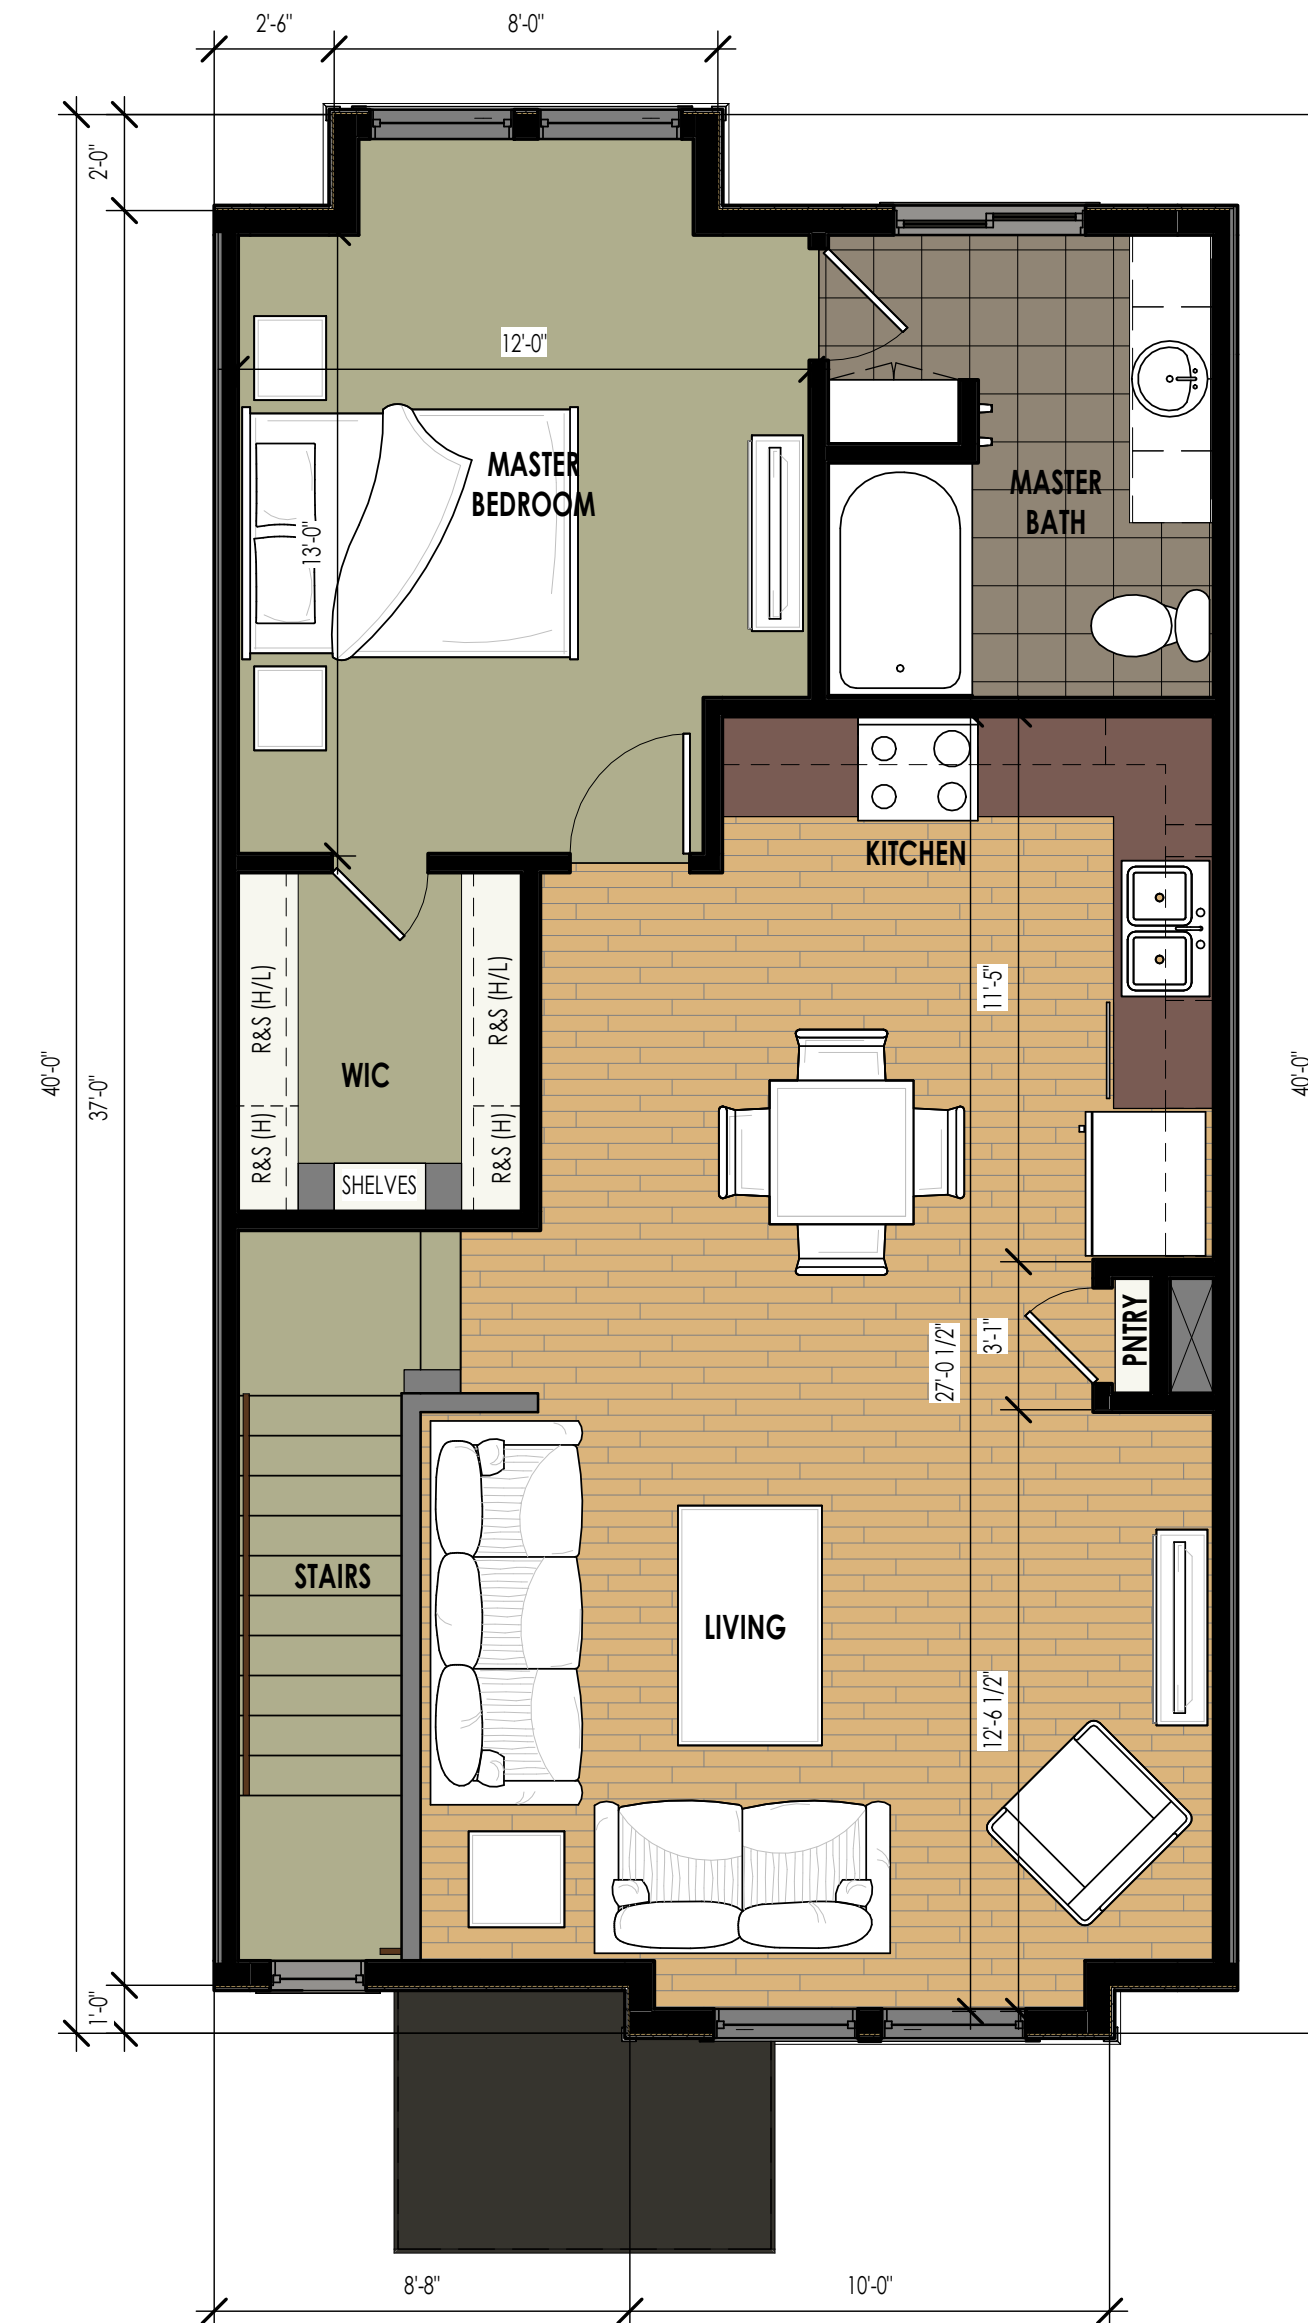 2'-6"
8'-0"
2'-0"
12'-0"
MASTER
BEDROOM
13'-0"
MASTER
BATH
KITCHEN
11'-5"
R&S (H/L)
R&S (H/L)
WIC
40'-0"
37'-0"
40'-0"
R&S (H)
R&S (H)
SHELVES
PNTRY
3'-1"
27'-0 1/2"
STAIRS
LIVING
12'-6 1/2"
1'-0"
8'-8"
10'-0"